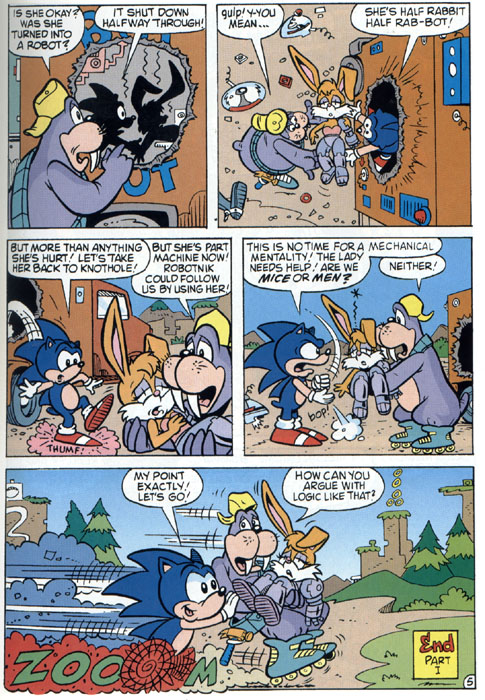 IS SHE OKAY?
WAS SHE
TURNED INTO
A ROBOT?
IT SHUT DOWN
HALFWAY THROUGH!
BOT
gulp! Y-YOU
MEAN...
SHE'S HALF RABBIT
HALF RAB-BOT!
BUT MORE THAN ANYTHING
SHE'S HURT! LET'S TAKE
HER BACK TO KNOTHOLE!
BUT SHE'S PART
MACHINE NOW!
ROBOTNIK
COULD FOLLOW
US BY USING HER!
THUMP!
THIS IS NO TIME FOR A MECHANICAL
MENTALITY! THE LADY
NEEDS HELP! ARE WE
MICE OR MEN?
NEITHER!
BOP!
MY POINT
EXACTLY!
LET'S GO!
HOW CAN YOU
ARGUE WITH
LOGIC LIKE THAT?
ZOOOM
End
PART
I
5